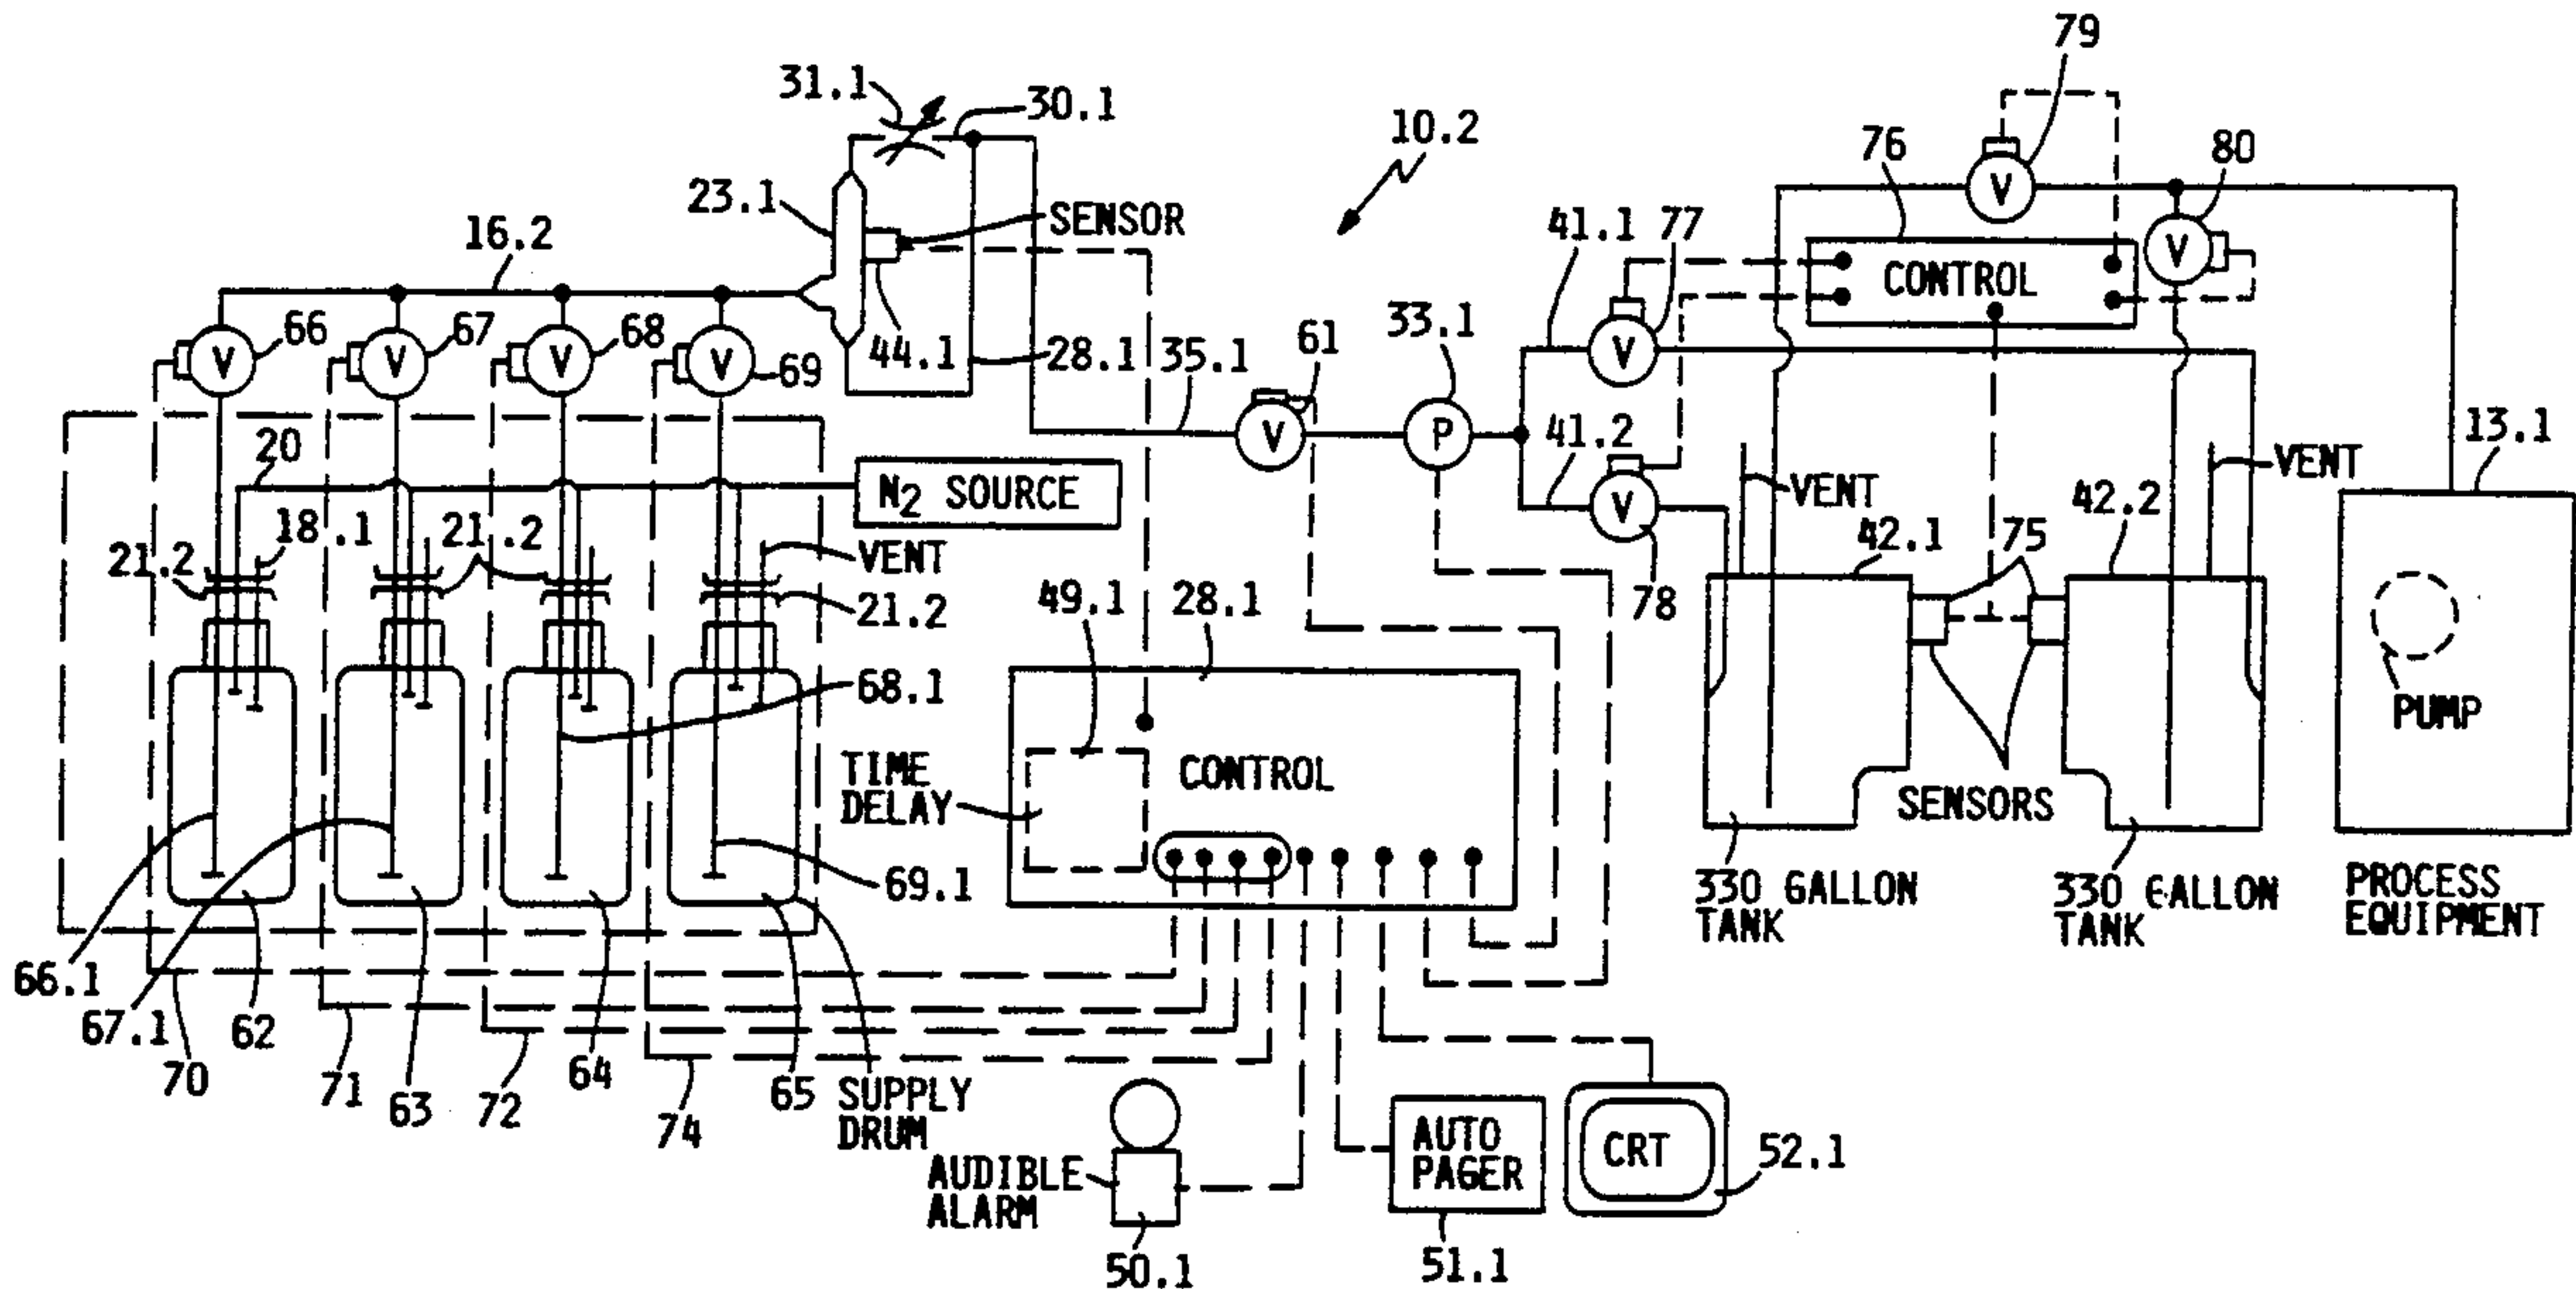 79
31.1
30.1
10.2
76
80
23.1
SENSOR
V
16.2
41.1
77
V
CONTROL
66
67
68
69
V
V
V
V
44.1
28.1
35.1
61
33.1
V
V
P
20
41.2
VENT
13.1
N2 SOURCE
VENT
42.2
V
18.1
21.2
21.2
VENT
42.1
75
21.2
49.1
28.1
78
68.1
PUMP
TIME
DELAY
CONTROL
SENSORS
69.1
330 GALLON
TANK
330 GALLON
TANK
PROCESS
EQUIPMENT
66.1
67.1
62
70
71
63
72
64
74
65
SUPPLY
DRUM
AUDIBLE
ALARM
AUTO
PAGER
CRT
52.1
50.1
51.1